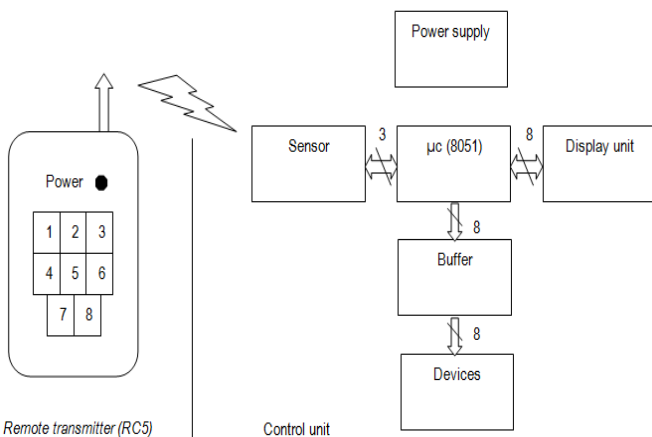 Power supply
Sensor
3
µc (8051)
8
Display unit
8
Buffer
8
Devices
Power
1 2 3
4 5 6
7 8
Remote transmitter (RC5)
Control unit